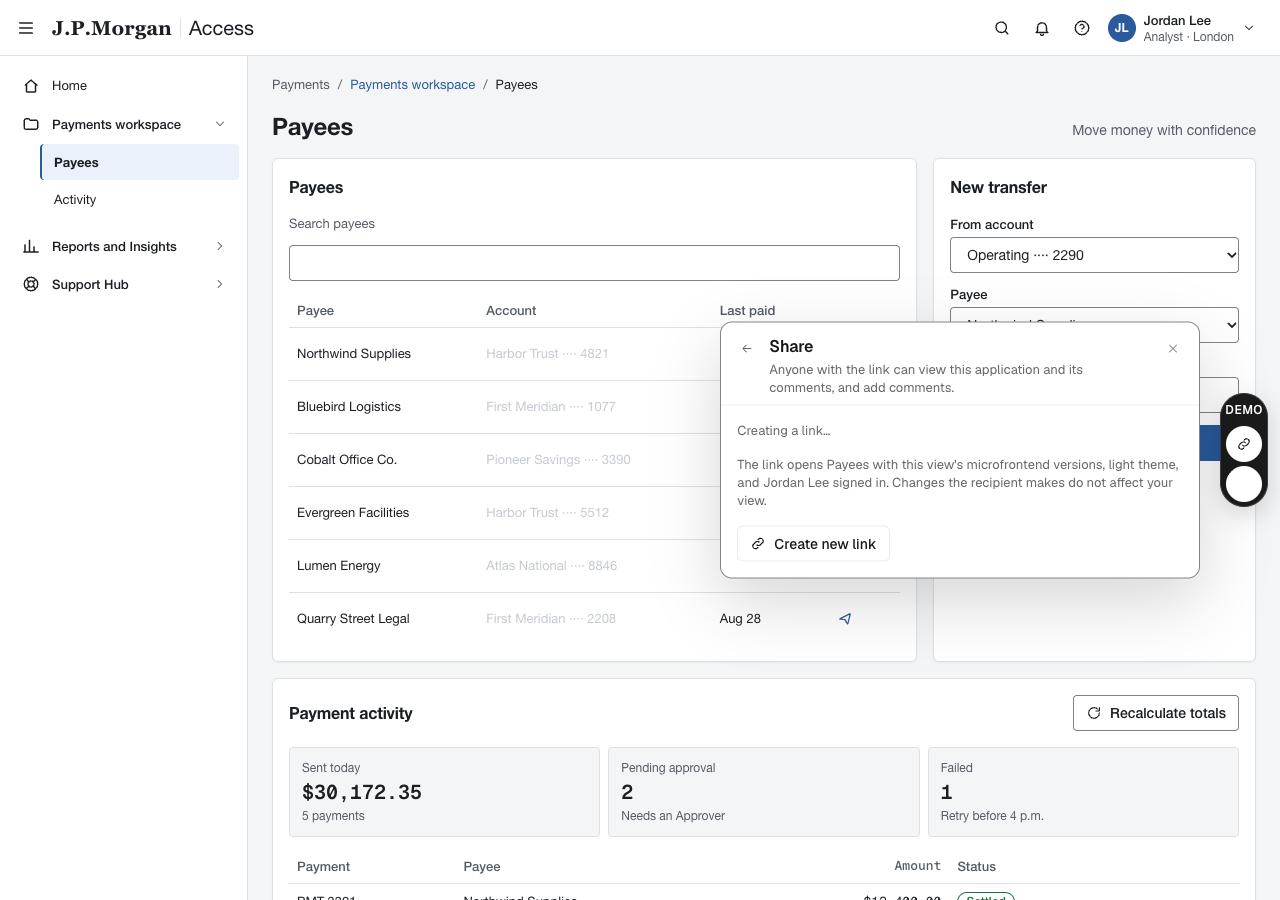 J.P.Morgan Access
JL
Jordan Lee
Analyst · London
Home
Payments workspace
Payees
Activity
Reports and Insights
Support Hub
Payments / Payments workspace / Payees
Payees
Move money with confidence
Payees
Search payees
Payee Account Last paid
Northwind Supplies Harbor Trust ···· 4821
Bluebird Logistics First Meridian ···· 1077
Cobalt Office Co. Pioneer Savings ···· 3390
Evergreen Facilities Harbor Trust ···· 5512
Lumen Energy Atlas National ···· 8846
Quarry Street Legal First Meridian ···· 2208 Aug 28
New transfer
From account
Operating ···· 2290
Payee
Share
Anyone with the link can view this application and its
comments, and add comments.
Creating a link…
The link opens Payees with this view's microfrontend versions, light theme,
and Jordan Lee signed in. Changes the recipient makes do not affect your
view.
Create new link
DEMO
Payment activity
Recalculate totals
Sent today
$30,172.35
5 payments
Pending approval
2
Needs an Approver
Failed
1
Retry before 4 p.m.
Payment Payee Amount Status